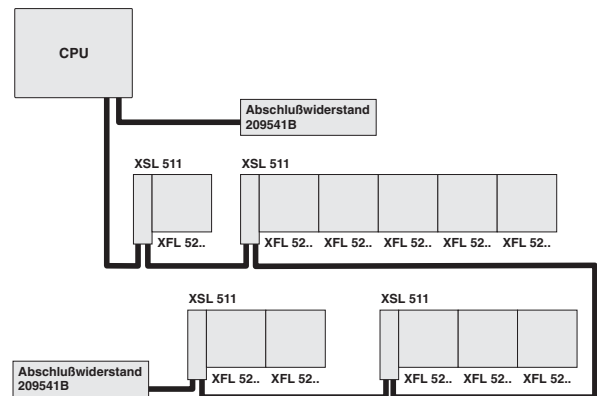 CPU
Abschlußwiderstand
209541B
XSL 511
XSL 511
XFL 52..
XFL 52.. XFL 52.. XFL 52.. XFL 52.. XFL 52..
XSL 511
XSL 511
Abschlußwiderstand
209541B
XFL 52.. XFL 52..
XFL 52.. XFL 52.. XFL 52..